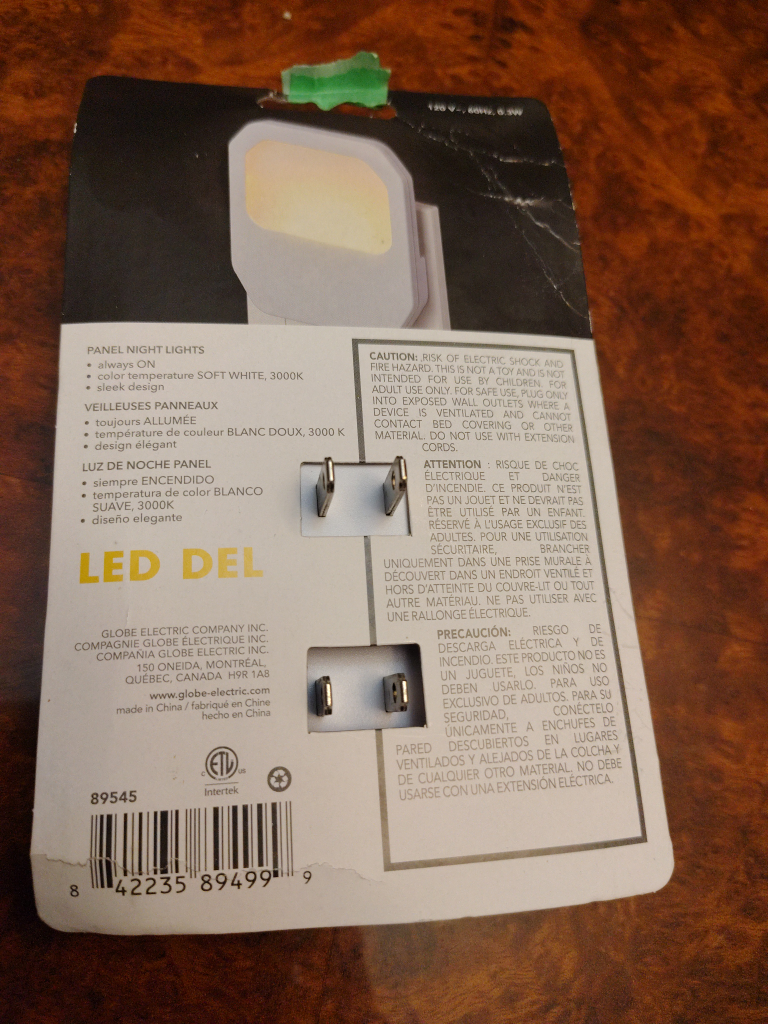 120 V~, 60Hz, 0.3W
PANEL NIGHT LIGHTS
• always ON
• color temperature SOFT WHITE, 3000K
• sleek design
VEILLEUSES PANNEAUX
• toujours ALLUMÉE
• température de couleur BLANC DOUX, 3000 K
• design élégant
LUZ DE NOCHE PANEL
• siempre ENCENDIDO
• temperatura de color BLANCO
SUAVE, 3000K
• diseño elegante
LED DEL
GLOBE ELECTRIC COMPANY INC.
COMPAGNIE GLOBE ÉLECTRIQUE INC.
COMPAÑIA GLOBE ELECTRIC INC.
150 ONEIDA, MONTRÉAL,
QUÉBEC, CANADA H9R 1A8
www.globe-electric.com
made in China / fabriqué en Chine
hecho en China
C ETL US
Intertek
89545
8 42235 89499 9
CAUTION: RISK OF ELECTRIC SHOCK AND
FIRE HAZARD. THIS IS NOT A TOY AND IS NOT
INTENDED FOR USE BY CHILDREN. FOR
ADULT USE ONLY. FOR SAFE USE, PLUG ONLY
INTO EXPOSED WALL OUTLETS WHERE A
DEVICE IS VENTILATED AND CANNOT
CONTACT BED COVERING OR OTHER
MATERIAL. DO NOT USE WITH EXTENSION
CORDS.
ATTENTION : RISQUE DE CHOC
ÉLECTRIQUE ET DANGER
D'INCENDIE. CE PRODUIT N'EST
PAS UN JOUET ET NE DEVRAIT PAS
ÊTRE UTILISÉ PAR UN ENFANT.
RÉSERVÉ À L'USAGE EXCLUSIF DES
ADULTES. POUR UNE UTILISATION
SÉCURITAIRE, BRANCHER
UNIQUEMENT DANS UNE PRISE MURALE À
DÉCOUVERT DANS UN ENDROIT VENTILÉ ET
HORS D'ATTEINTE DU COUVRE-LIT OU TOUT
AUTRE MATÉRIAU. NE PAS UTILISER AVEC
UNE RALLONGE ÉLECTRIQUE.
PRECAUCIÓN: RIESGO DE
DESCARGA ELÉCTRICA Y DE
INCENDIO. ESTE PRODUCTO NO ES
UN JUGUETE, LOS NIÑOS NO
DEBEN USARLO. PARA USO
EXCLUSIVO DE ADULTOS. PARA SU
SEGURIDAD, CONÉCTELO
ÚNICAMENTE A ENCHUFES DE
PARED DESCUBIERTOS EN LUGARES
VENTILADOS Y ALEJADOS DE LA COLCHA Y
DE CUALQUIER OTRO MATERIAL. NO DEBE
USARSE CON UNA EXTENSIÓN ELÉCTRICA.